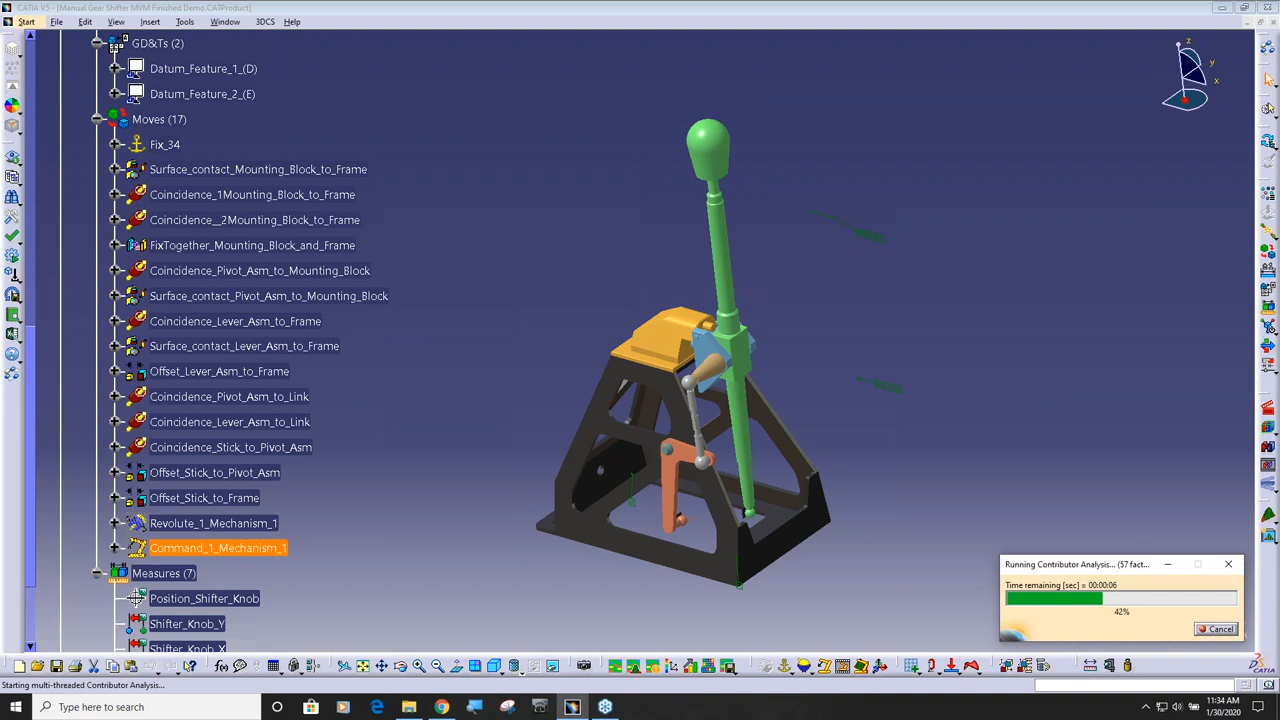 CATIA V5 - [Manual Gear Shifter MVM Finished Demo.CATProduct]
Start File Edit View Insert Tools Windows 3DCS Help
GD&Ts (2)
Datum_Feature_1_(D)
Datum_Feature_2_(E)
Moves (17)
Fix_34
Surface_contact_Mounting_Block_to_Frame
Coincidence_1Mounting_Block_to_Frame
Coincidence__2Mounting_Block_to_Frame
FixTogether_Mounting_Block_and_Frame
Coincidence_Pivot_Asm_to_Mounting_Block
Surface_contact_Pivot_Asm_to_Mounting_Block
Coincidence_Lever_Asm_to_Frame
Surface_contact_Lever_Asm_to_Frame
Offset_Lever_Asm_to_Frame
Coincidence_Pivot_Asm_to_Link
Coincidence_Lever_Asm_to_Link
Coincidence_Stick_to_Pivot_Asm
Offset_Stick_to_Pivot_Asm
Offset_Stick_to_Frame
Revolute_1_Mechanism_1
Command_1_Mechanism_1
Measures (7)
Position_Shifter_Knob
Shifter_Knob_Y
Shifter_Knob_X
z
y
x
Running Contributor Analysis... (57 fact...
Time remaining [sec] = 00:00:06
42%
Cancel
Starting multi-threaded Contributor Analysis...
CATIA
Type here to search
11:34 AM
1/30/2020